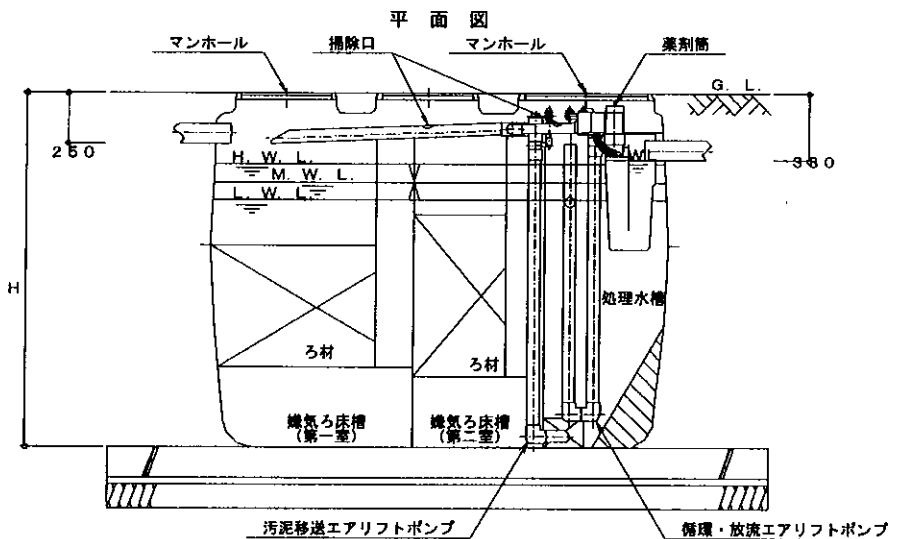 平面図
マンホール
掃除口
マンホール
薬剤筒
G. L.
250
380
H. W. L.
M. W. L.
L. W. L.
W
H
処理水槽
ろ材
ろ材
嫌気ろ床槽
(第一室)
嫌気ろ床槽
(第二室)
汚泥移送エアリフトポンプ
循環・放流エアリフトポンプ